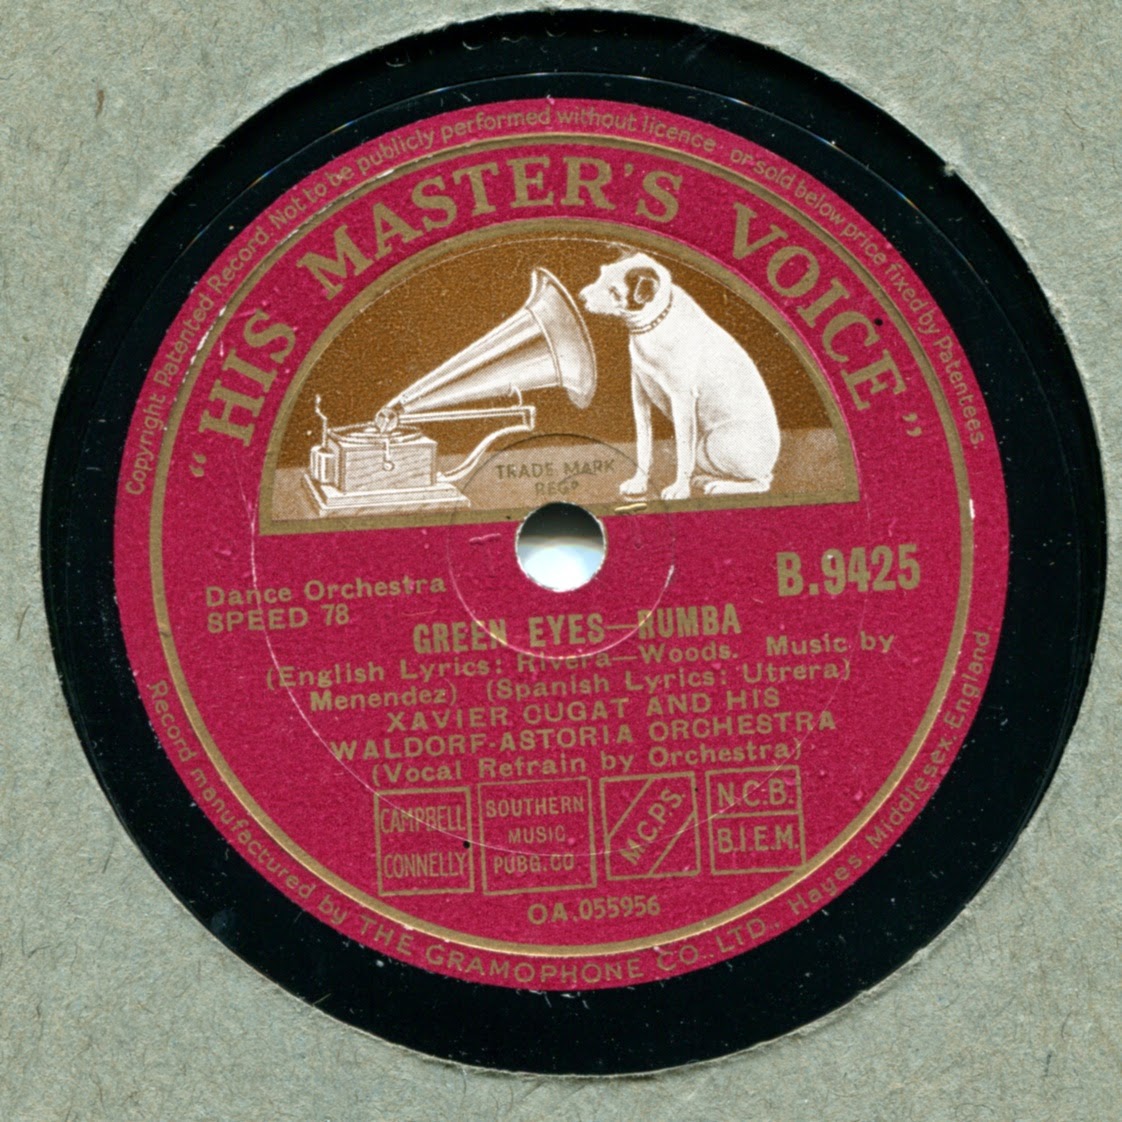 Copyright Patented Record. Not to be publicly performed without licence · or sold below price fixed by Patentees.
"HIS MASTER'S VOICE"
TRADE MARK
REGD
B.9425
Dance Orchestra
SPEED 78
GREEN EYES—RUMBA
(English Lyrics: Rivera—Woods. Music by
Menendez) (Spanish Lyrics: Utrera)
XAVIER CUGAT AND HIS
WALDORF-ASTORIA ORCHESTRA
(Vocal Refrain by Orchestra)
CAMPBELL
CONNELLY
SOUTHERN
MUSIC
PUBG. CO
M.C.P.S.
N.C.B.
B.I.E.M.
OA.055956
Record manufactured by THE GRAMOPHONE CO. LTD., Hayes, Middlesex, England